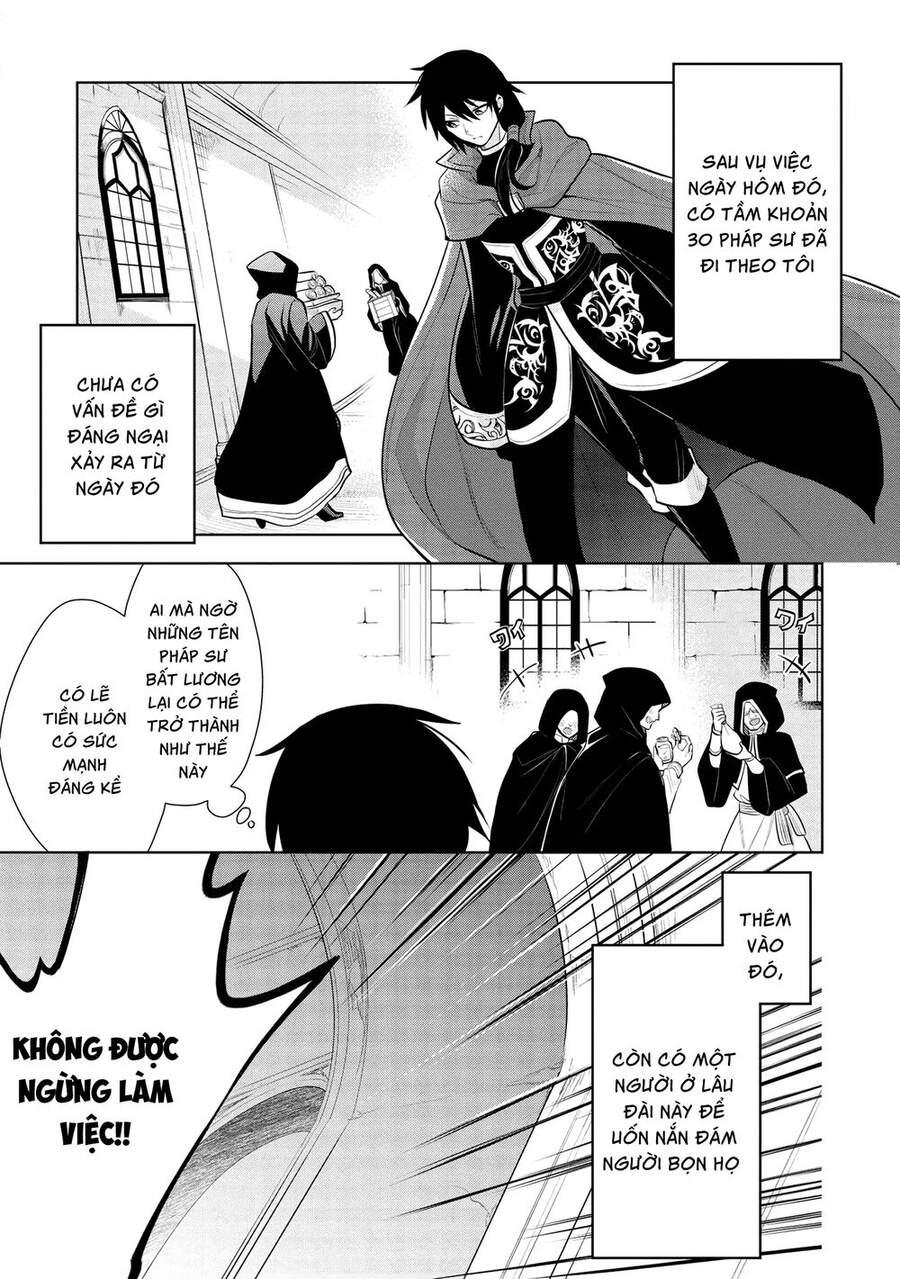 SAU VỤ VIỆC
NGÀY HÔM ĐÓ,
CÓ TẦM KHOẢN
30 PHÁP SƯ ĐÃ
ĐI THEO TÔI
CHƯA CÓ
VẤN ĐỀ GÌ
ĐÁNG NGẠI
XẢY RA TỪ
NGÀY ĐÓ
ワイ
ワイ
AI MÀ NGỜ
NHỮNG TÊN
PHÁP SƯ
BẤT LƯƠNG
LẠI CÓ THỂ
TRỞ THÀNH
NHƯ THẾ
NÀY
CÓ LẼ
TIỀN LUÔN
CÓ SỨC
MẠNH
ĐÁNG KỂ
THÊM
VÀO
ĐÓ,
CÒN CÓ MỘT
NGƯỜI Ở LÂU
ĐÀI NÀY ĐỂ
UỐN NẮN ĐÁM
NGƯỜI BỌN HỌ
KHÔNG ĐƯỢC
NGỪNG LÀM
VIỆC!!